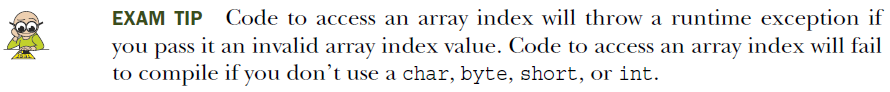 EXAM TIP Code to access an array index will throw a runtime exception if
you pass it an invalid array index value. Code to access an array index will fail
to compile if you don't use a char, byte, short, or int.